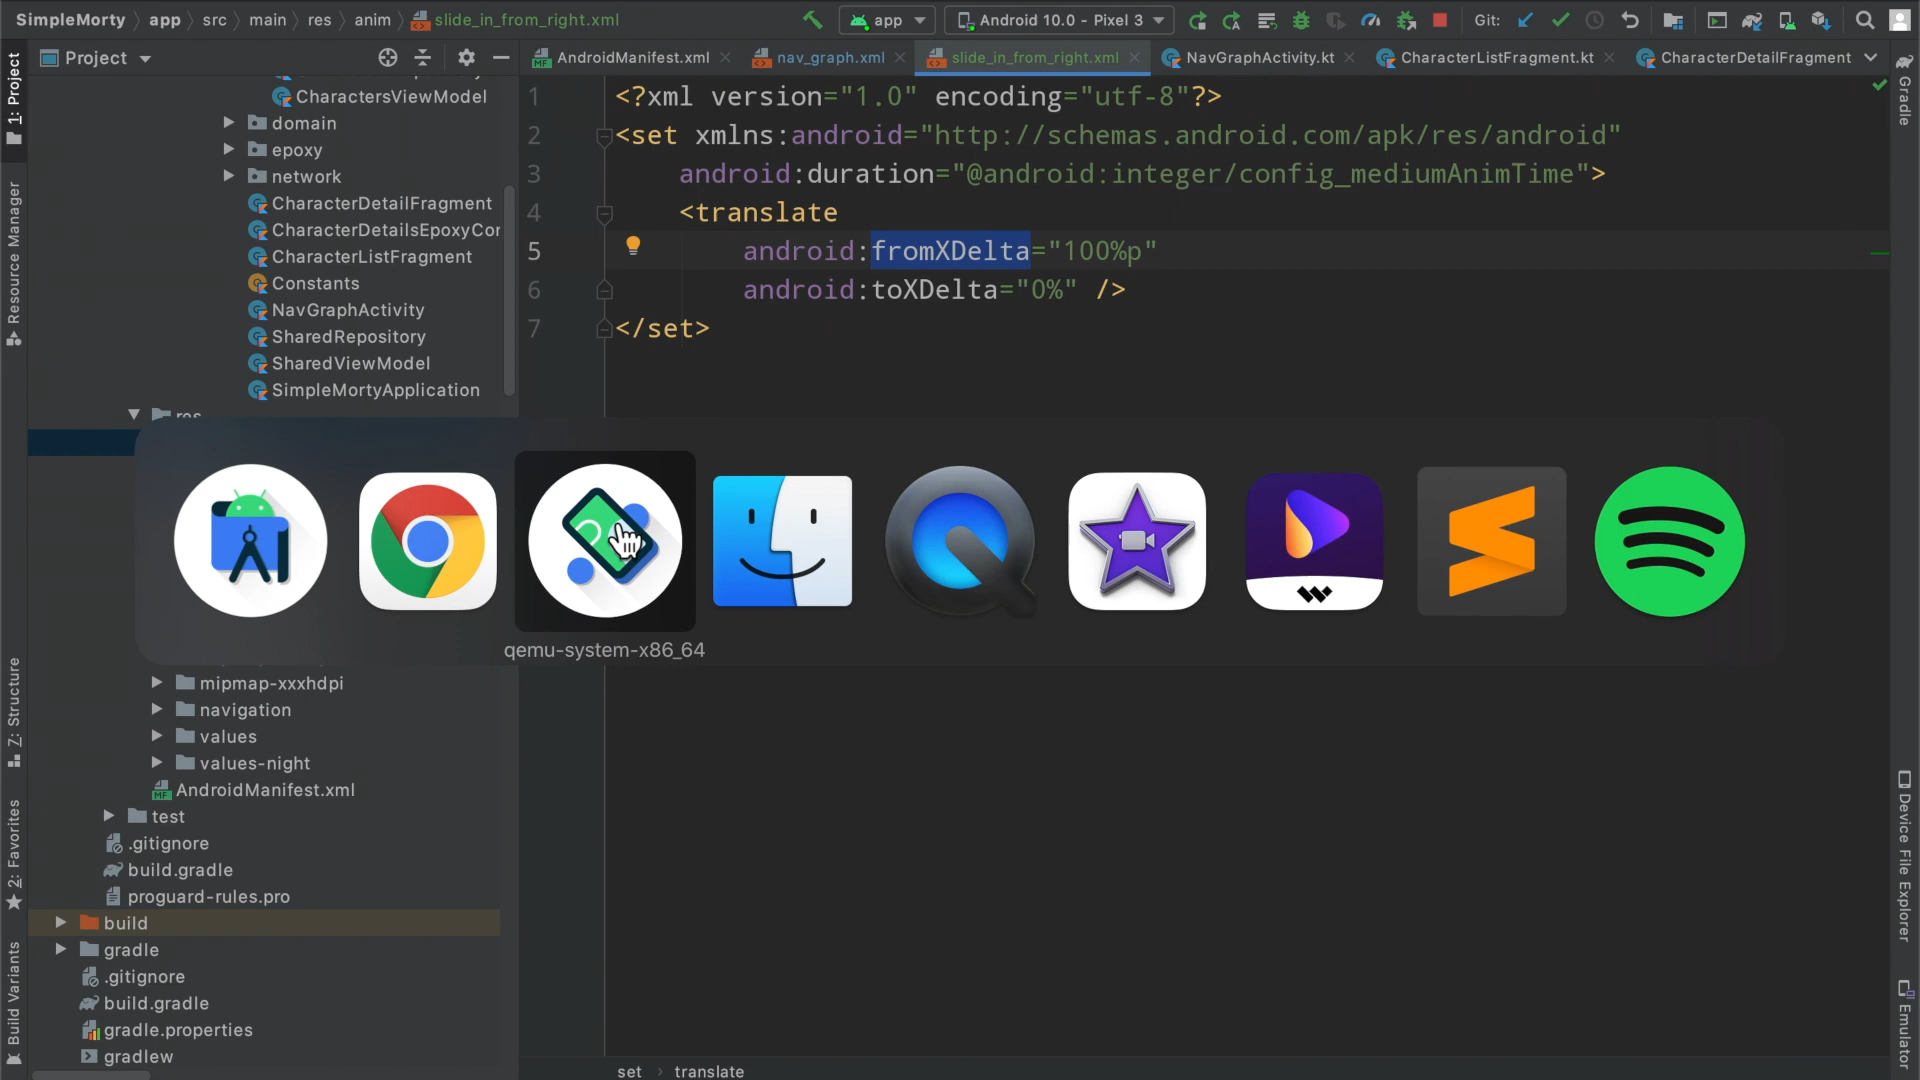 SimpleMorty app src main res anim slide_in_from_right.xml app Android 10.0 - Pixel 3 Git:
Project
AndroidManifest.xml nav_graph.xml slide_in_from_right.xml NavGraphActivity.kt CharacterListFragment.kt CharacterDetailFragment
CharactersViewModel
domain
epoxy
network
CharacterDetailFragment
CharacterDetailsEpoxyCor
CharacterListFragment
Constants
NavGraphActivity
SharedRepository
SharedViewModel
SimpleMortyApplication
res
mipmap-xxxhdpi
navigation
values
values-night
AndroidManifest.xml
test
.gitignore
build.gradle
proguard-rules.pro
build
gradle
.gitignore
build.gradle
gradle.properties
gradlew
1 <?xml version="1.0" encoding="utf-8"?>
2 <set xmlns:android="http://schemas.android.com/apk/res/android"
3 android:duration="@android:integer/config_mediumAnimTime">
4 <translate
5 android:fromXDelta="100%p"
6 android:toXDelta="0%" />
7 </set>
qemu-system-x86_64
set translate
1: Project
Resource Manager
Z: Structure
2: Favorites
Build Variants
Gradle
Device File Explorer
Emulator